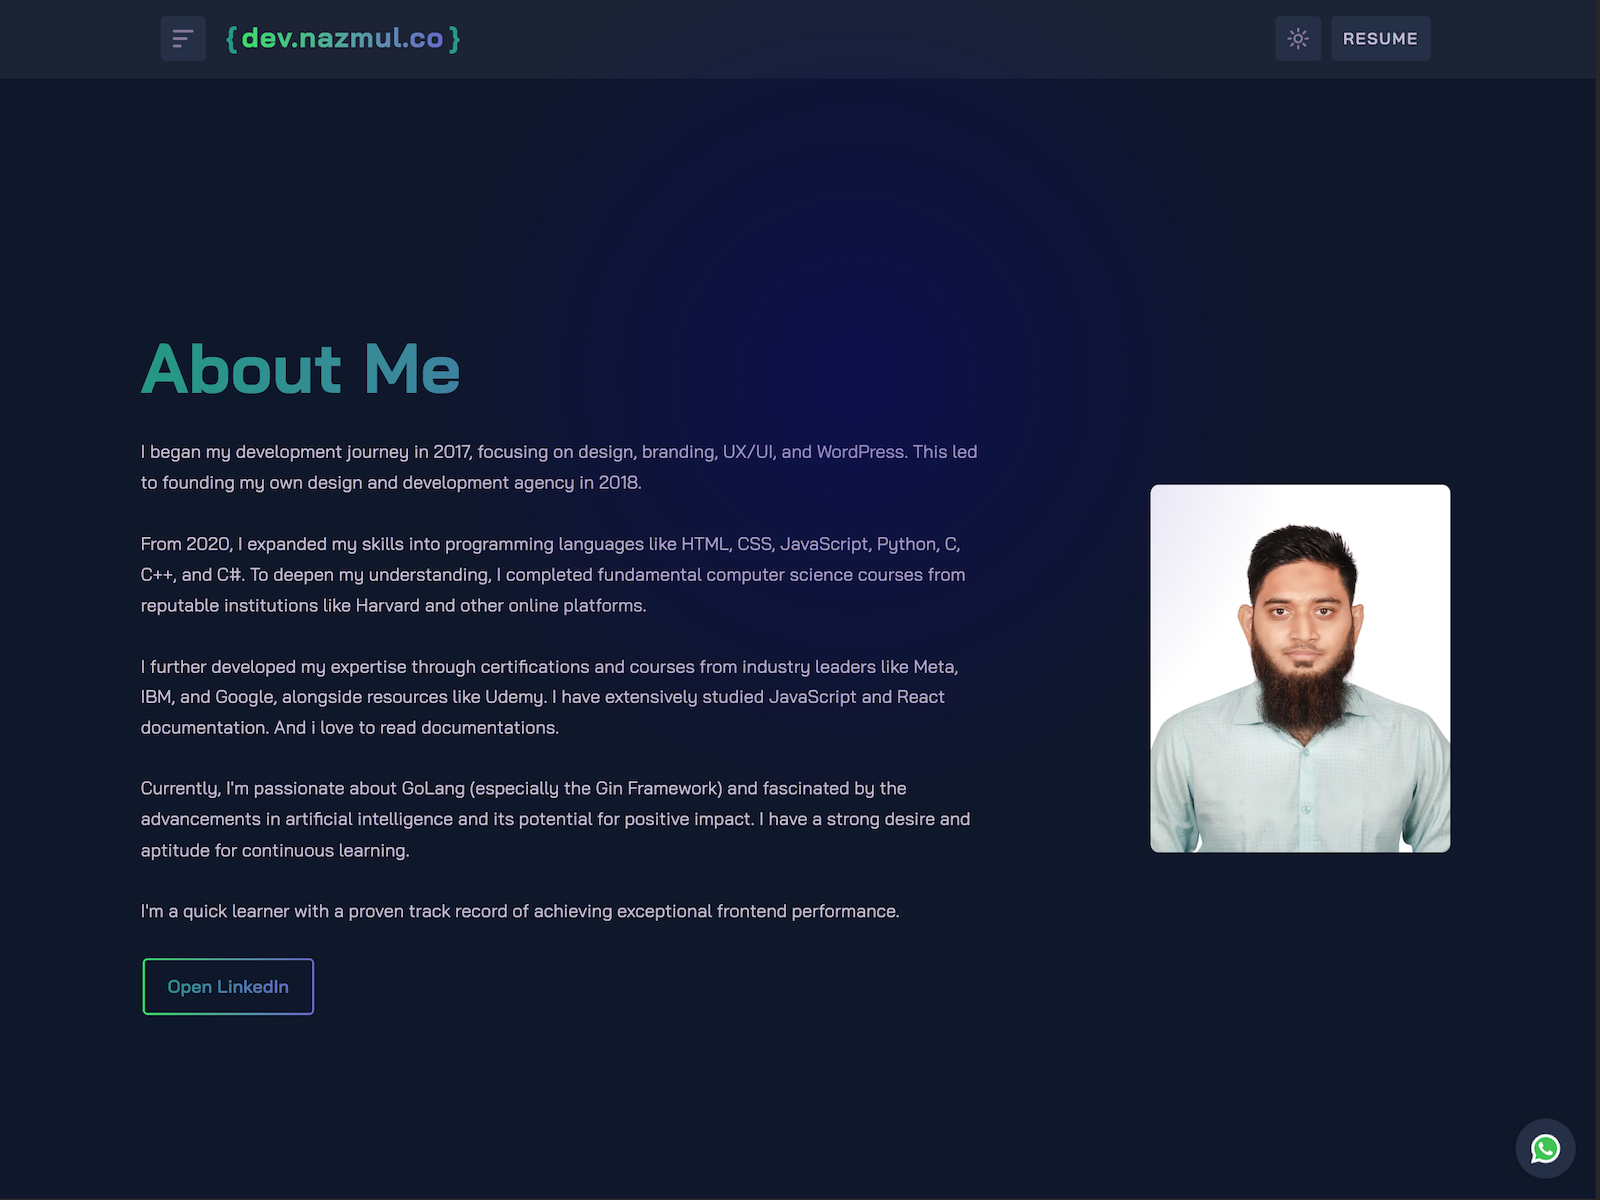 { dev.nazmul.co }
RESUME
About Me
I began my development journey in 2017, focusing on design, branding, UX/UI, and WordPress. This led
to founding my own design and development agency in 2018.
From 2020, I expanded my skills into programming languages like HTML, CSS, JavaScript, Python, C,
C++, and C#. To deepen my understanding, I completed fundamental computer science courses from
reputable institutions like Harvard and other online platforms.
I further developed my expertise through certifications and courses from industry leaders like Meta,
IBM, and Google, alongside resources like Udemy. I have extensively studied JavaScript and React
documentation. And i love to read documentations.
Currently, I'm passionate about GoLang (especially the Gin Framework) and fascinated by the
advancements in artificial intelligence and its potential for positive impact. I have a strong desire and
aptitude for continuous learning.
I'm a quick learner with a proven track record of achieving exceptional frontend performance.
Open LinkedIn